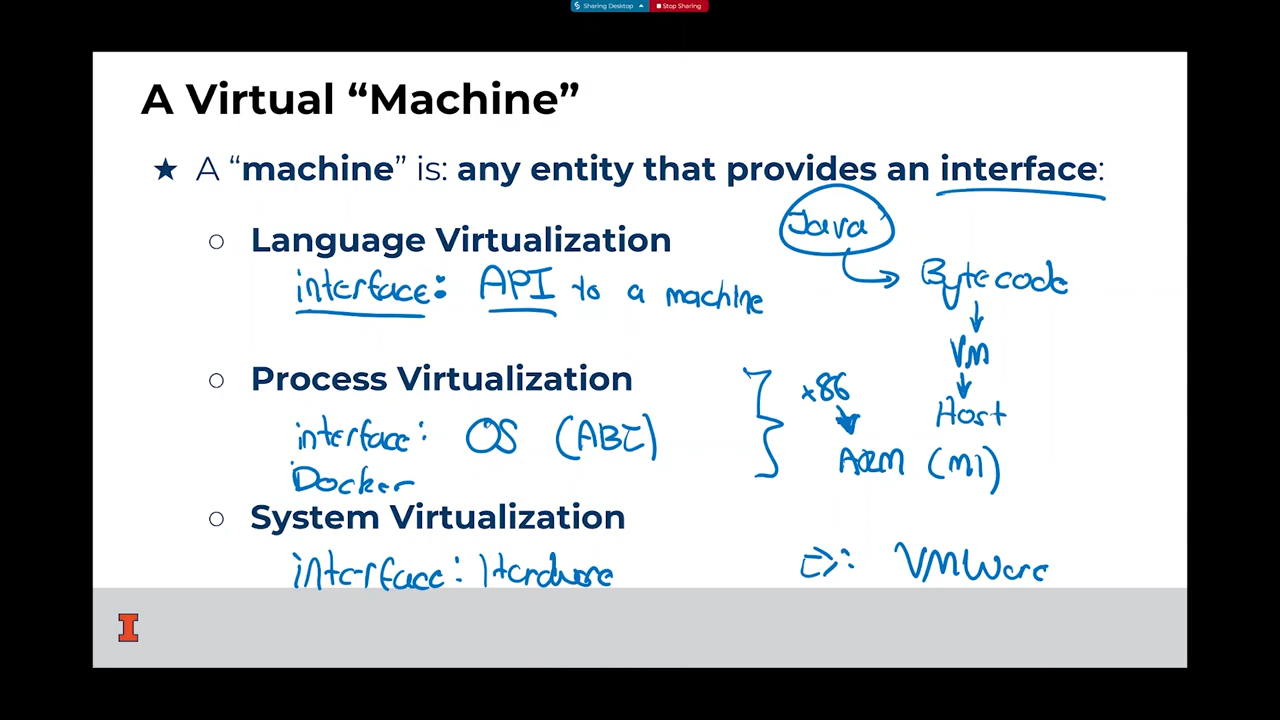 Sharing Desktop Stop Sharing
A Virtual “Machine”
★ A “machine” is: any entity that provides an interface:
Java
○ Language Virtualization
interface: API to a machine
Bytecode
VM
Host
○ Process Virtualization
x86
interface: OS (ABI)
ARM (M1)
Docker
○ System Virtualization
interface: Hardware
Ex: VMWare
I